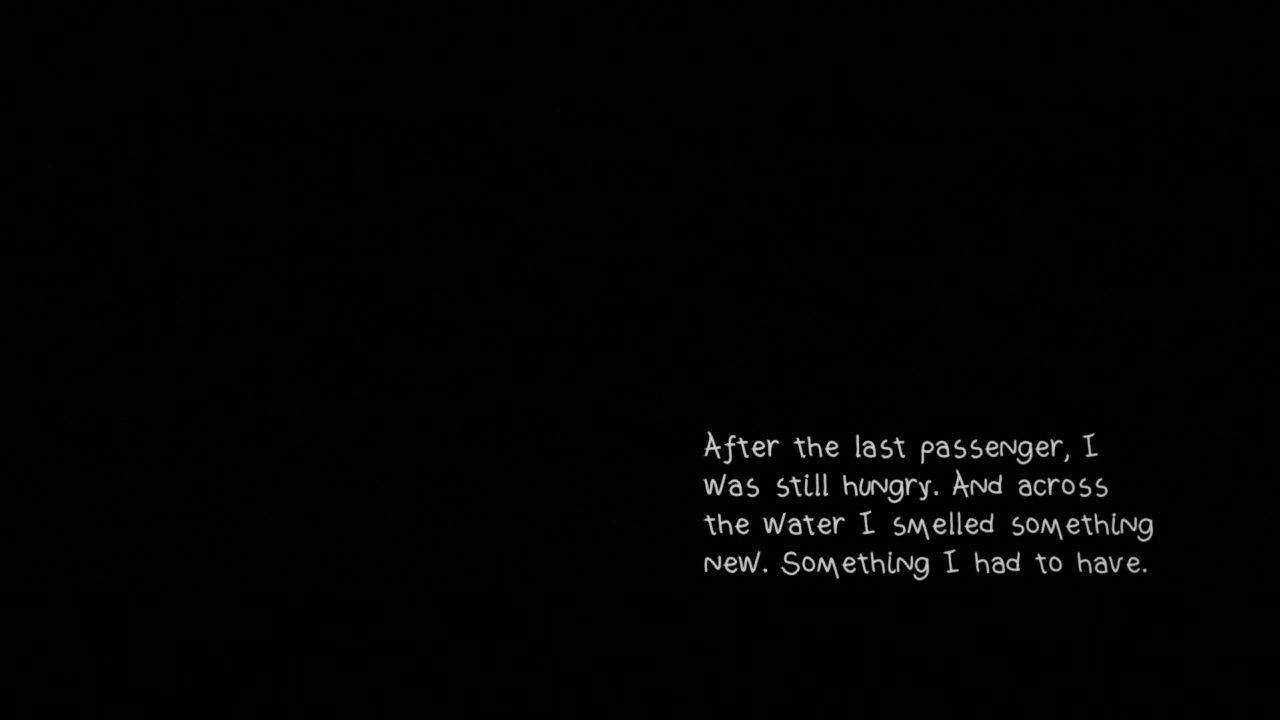 After the last passenger, I
was still hungry. And across
the water I smelled something
new. Something I had to have.